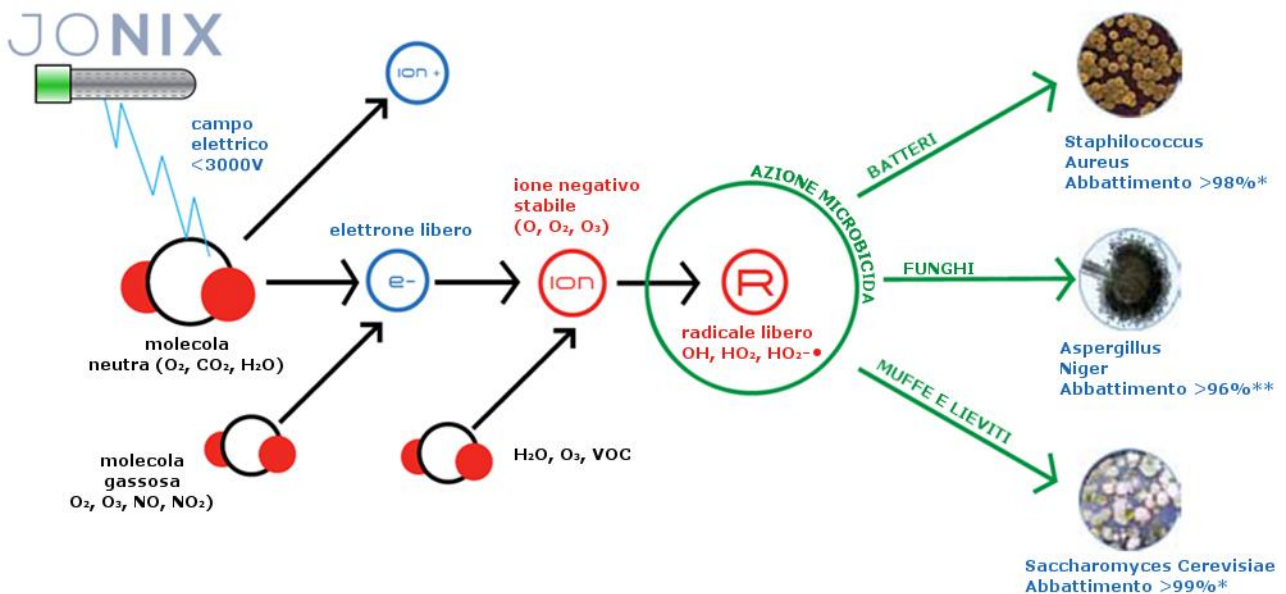 JONIX
campo
elettrico
<3000V
ion +
elettrone libero
e-
ione negativo
stabile
(O, O₂, O₃)
ion
AZIONE MICROBICIDA
R
radicale libero
OH, HO₂, HO₂-•
molecola
neutra (O₂, CO₂, H₂O)
molecola
gassosa
O₂, O₃, NO, NO₂)
H₂O, O₃, VOC
BATTERI
Staphilococcus
Aureus
Abbattimento >98%*
FUNGHI
Aspergillus
Niger
Abbattimento >96%**
MUFFE E LIEVITI
Saccharomyces Cerevisiae
Abbattimento >99%*